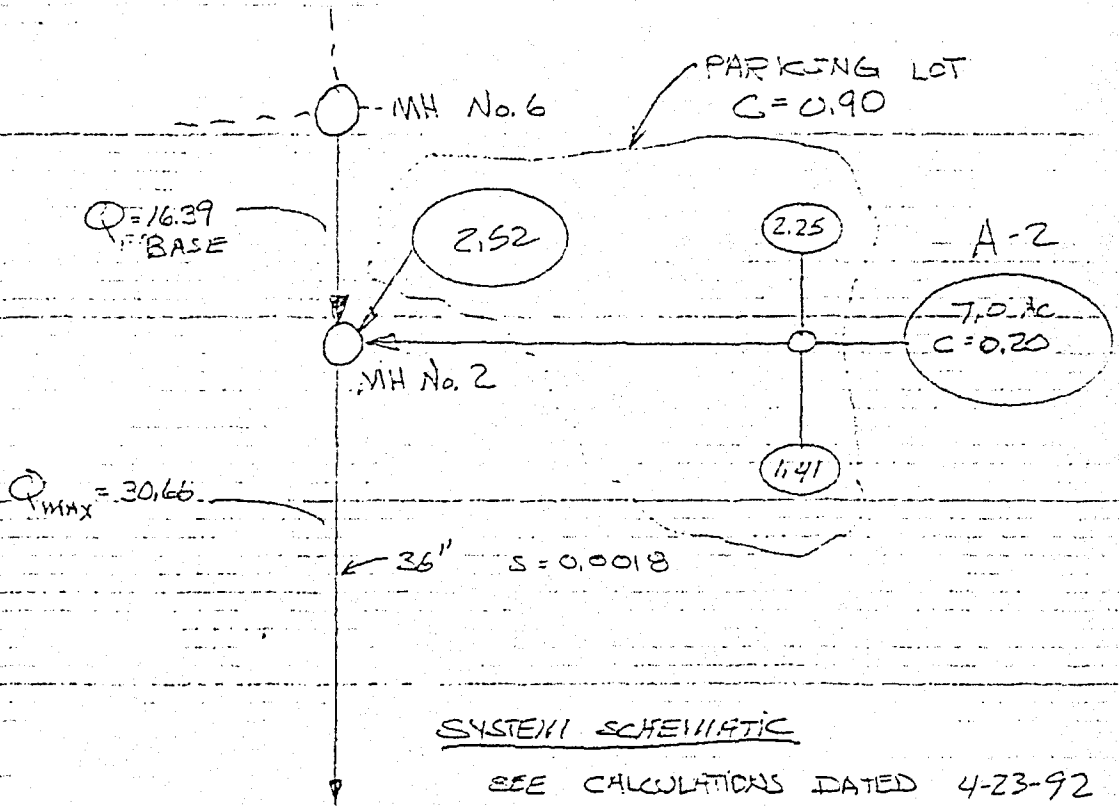 MH No. 6
PARKING LOT
C = 0.90
Q = 16.39
BASE
2.52
2.25
A-2
7.0 AC
C = 0.20
MH No. 2
1.41
QMAX = 30.66
36" S = 0.0018
SYSTEM SCHEMATIC
SEE CALCULATIONS DATED 4-23-92